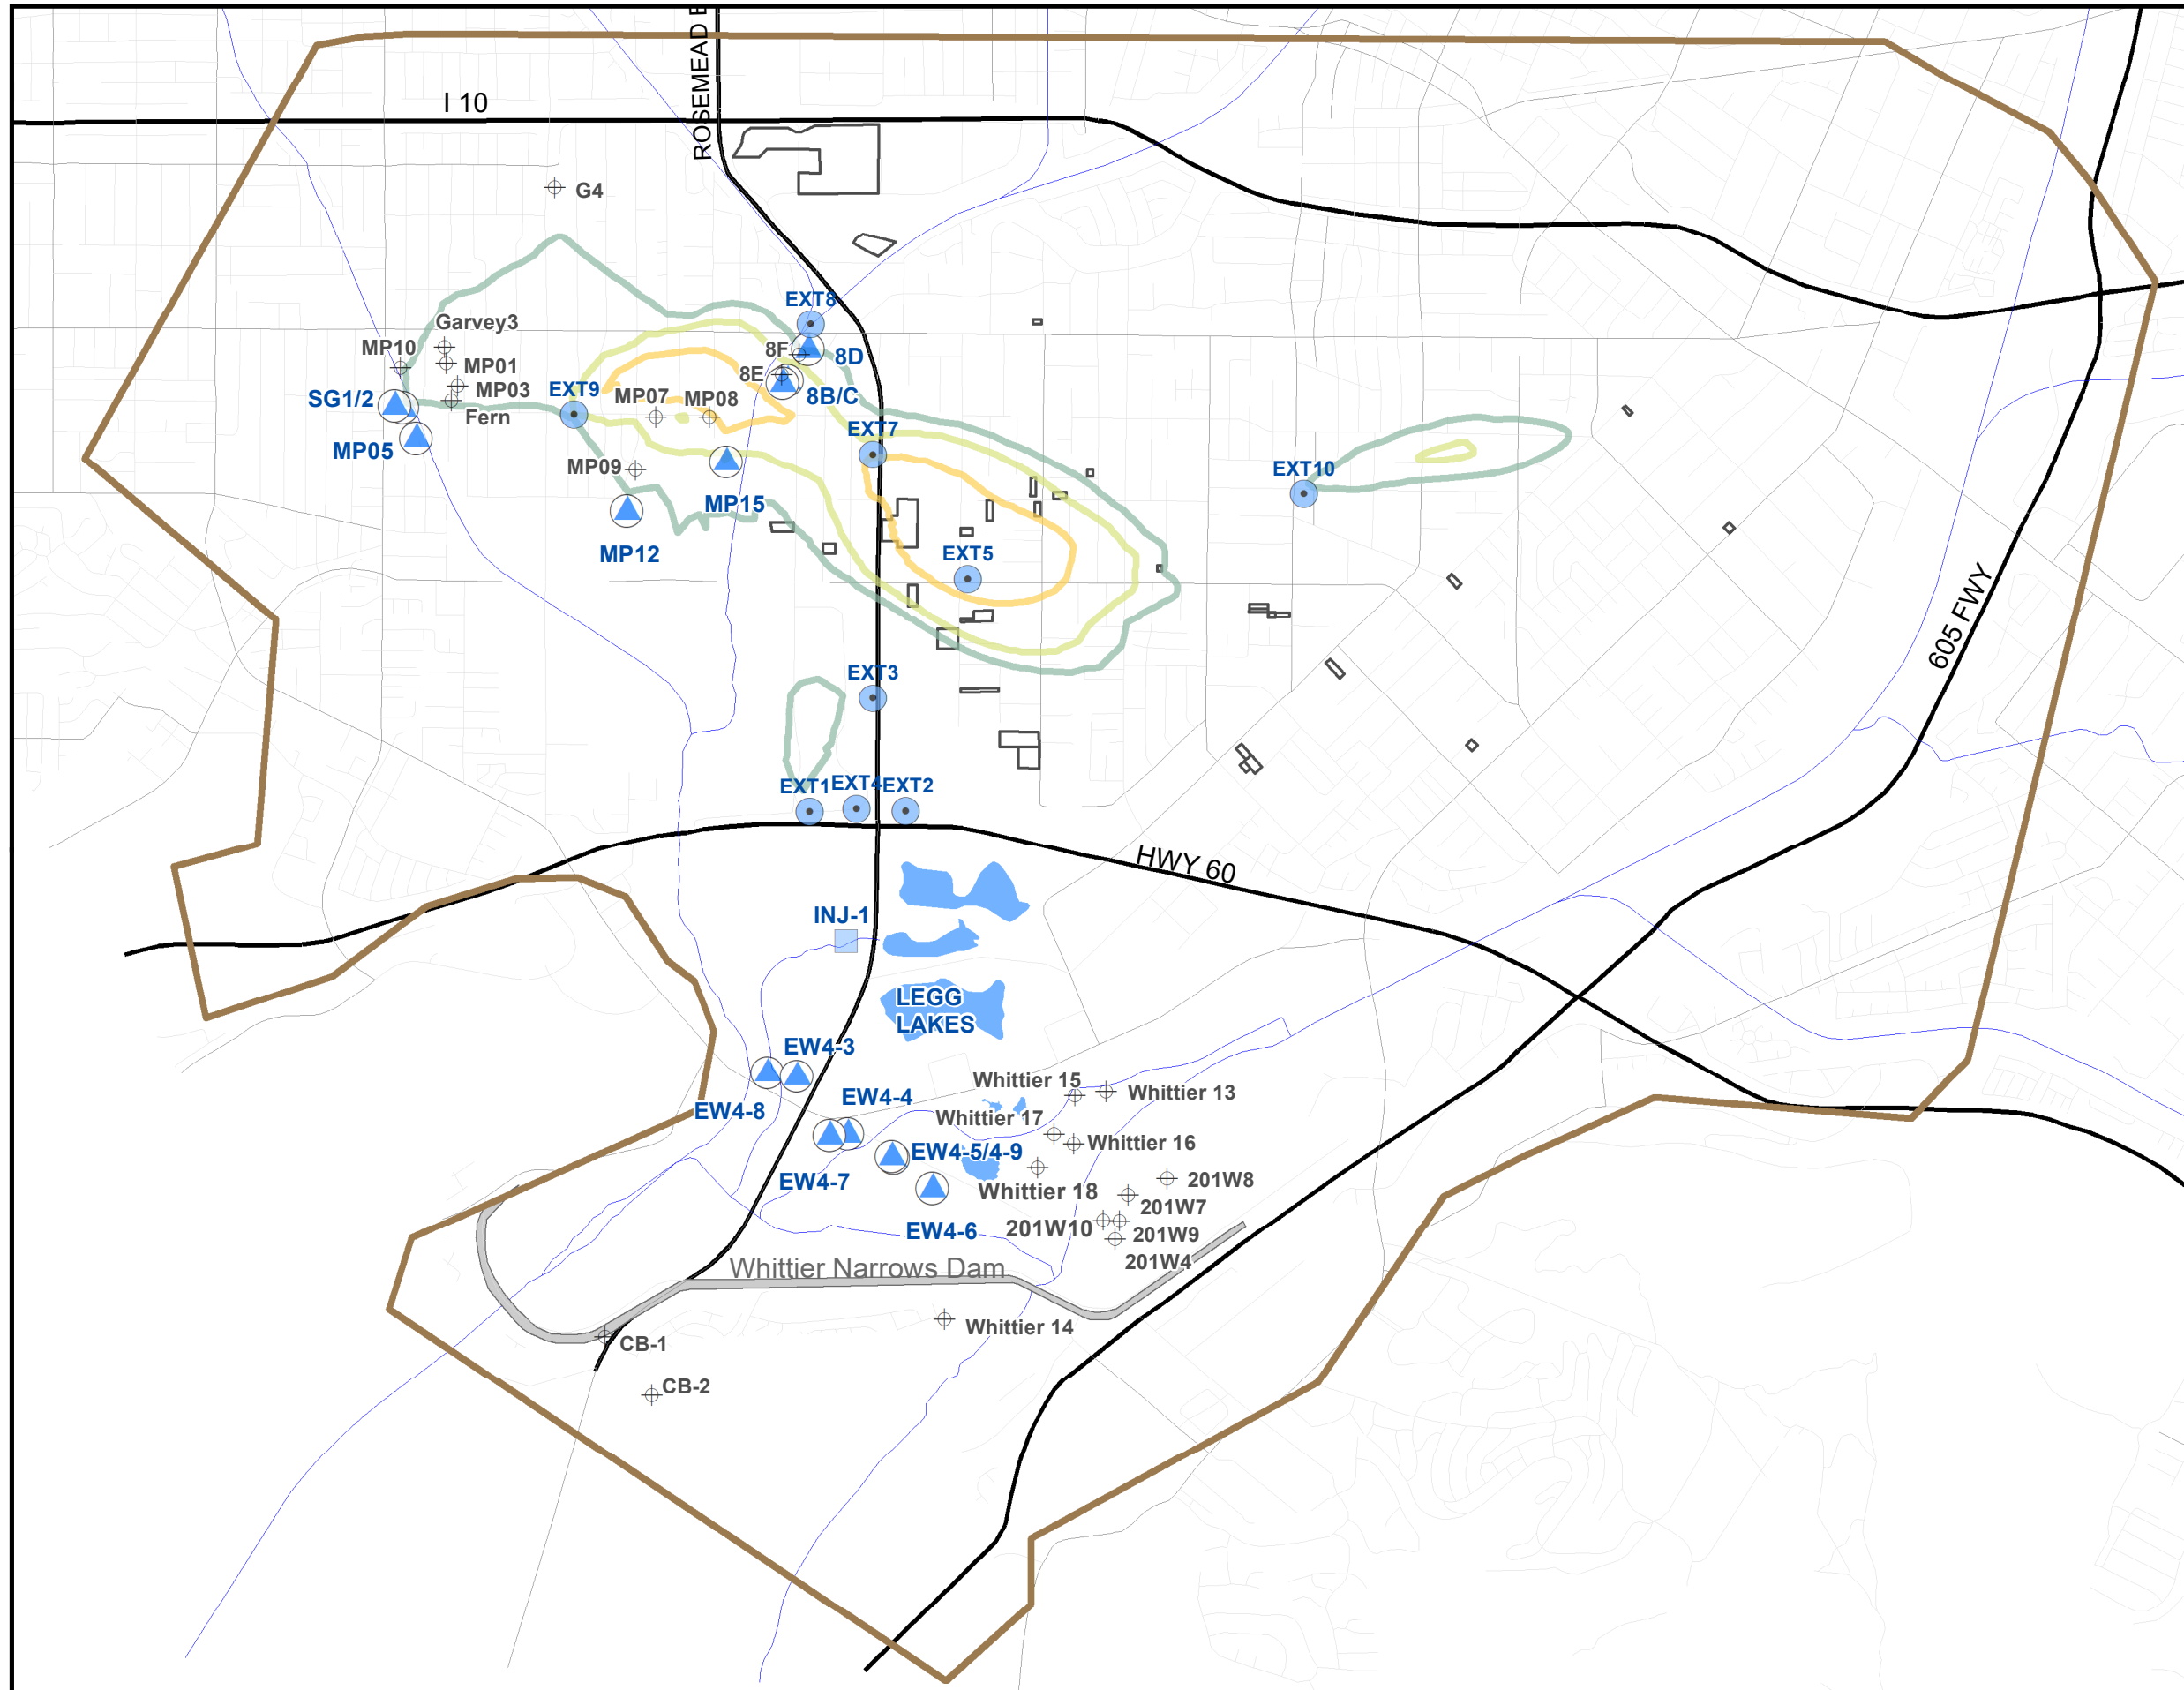 ROSEMEAD B
I 10
G4
EXT8
Garvey3
MP10
8F
8D
MP01
8E
MP03
EXT9
SG1/2
MP07
MP08
8B/C
Fern
EXT7
MP05
MP09
EXT10
MP15
MP12
EXT5
605 FWY
EXT3
EXT1
EXT4
EXT2
HWY 60
INJ-1
LEGG
LAKES
EW4-3
Whittier 15
Whittier 13
EW4-8
EW4-4
Whittier 17
Whittier 16
EW4-5/4-9
EW4-7
Whittier 18
201W8
201W7
EW4-6
201W10
201W9
201W4
Whittier Narrows Dam
Whittier 14
CB-1
CB-2